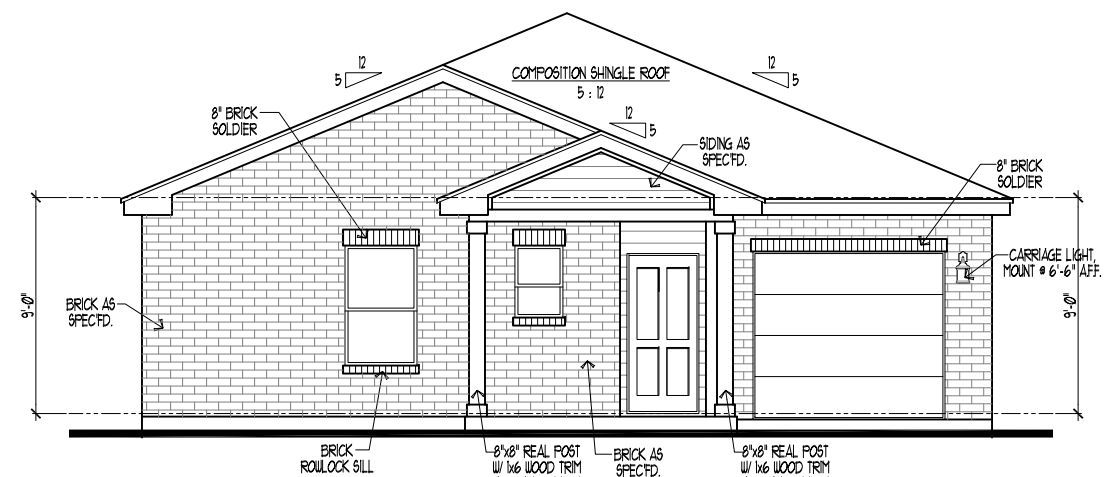 12
5
COMPOSITION SHINGLE ROOF
5 : 12
12
5
12
5
8" BRICK
SOLDIER
SIDING AS
SPEC'FD.
8" BRICK
SOLDIER
CARRIAGE LIGHT,
MOUNT @ 6'-6" A.F.F.
9'-0"
BRICK AS
SPEC'FD.
9'-0"
BRICK
ROWLOCK SILL
8"x8" REAL POST
W/ 1x6 WOOD TRIM
BRICK AS
SPEC'FD.
8"x8" REAL POST
W/ 1x6 WOOD TRIM